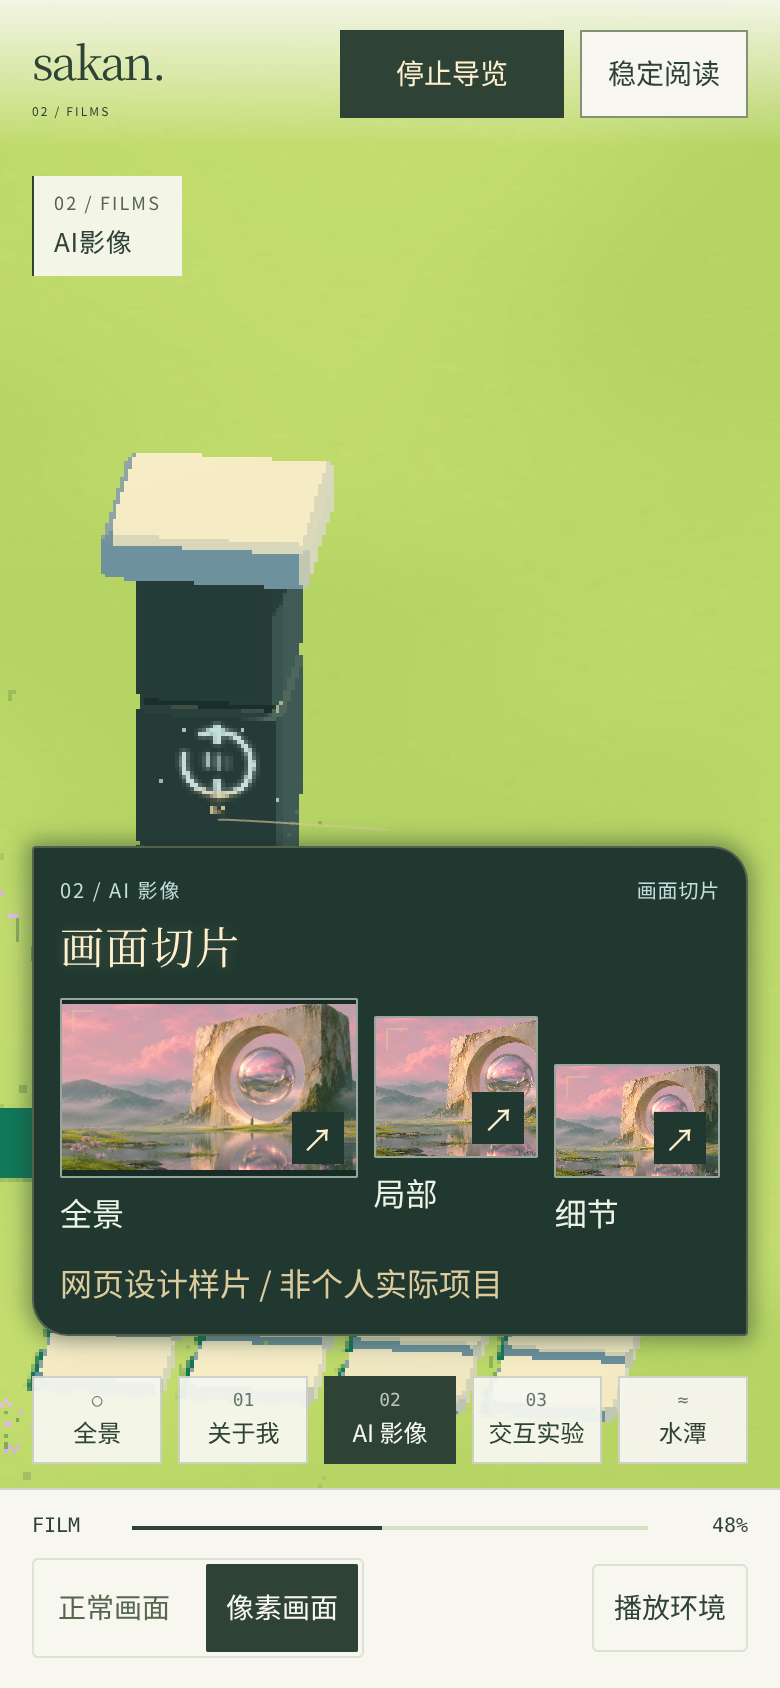 sakan.
02 / FILMS
停止导览
稳定阅读
02 / FILMS
AI影像
02 / AI 影像
画面切片
画面切片
全景
局部
细节
网页设计样片 / 非个人实际项目
○
全景
01
关于我
02
AI 影像
03
交互实验
≈
水潭
FILM
48%
正常画面
像素画面
播放环境